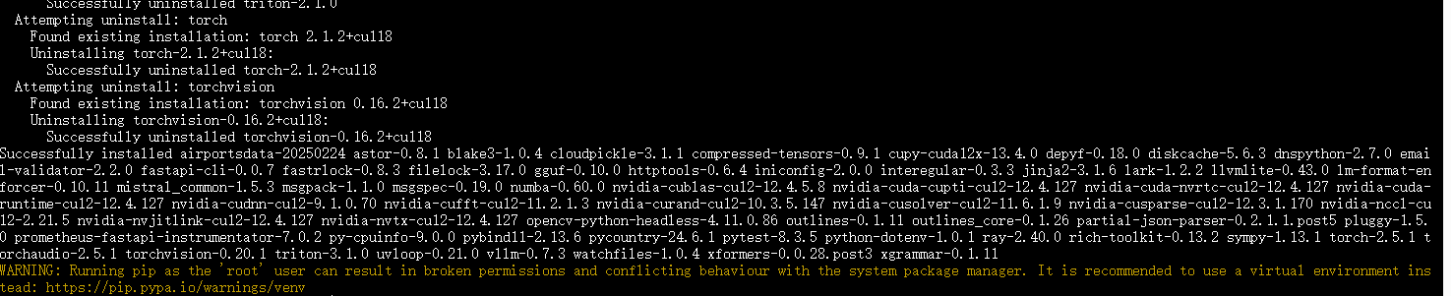 Successfully uninstalled triton-2.1.0
Attempting uninstall: torch
Found existing installation: torch 2.1.2+cu118
Uninstalling torch-2.1.2+cu118:
Successfully uninstalled torch-2.1.2+cu118
Attempting uninstall: torchvision
Found existing installation: torchvision 0.16.2+cu118
Uninstalling torchvision-0.16.2+cu118:
Successfully uninstalled torchvision-0.16.2+cu118
Successfully installed airportsdata-20250224 astor-0.8.1 blake3-1.0.4 cloudpickle-3.1.1 compressed-tensors-0.9.1 cupy-cuda12x-13.4.0 depyf-0.18.0 diskcache-5.6.3 dnspython-2.7.0 emai
l-validator-2.2.0 fastapi-cli-0.0.7 fastrlock-0.8.3 filelock-3.17.0 gguf-0.10.0 httptools-0.6.4 iniconfig-2.0.0 interegular-0.3.3 jinja2-3.1.6 lark-1.2.2 llvmlite-0.43.0 lm-format-en
forcer-0.10.11 mistral_common-1.5.3 msgpack-1.1.0 msgspec-0.19.0 numba-0.60.0 nvidia-cublas-cu12-12.4.5.8 nvidia-cuda-cupti-cu12-12.4.127 nvidia-cuda-nvrtc-cu12-12.4.127 nvidia-cuda-
runtime-cu12-12.4.127 nvidia-cudnn-cu12-9.1.0.70 nvidia-cufft-cu12-11.2.1.3 nvidia-curand-cu12-10.3.5.147 nvidia-cusolver-cu12-11.6.1.9 nvidia-cusparse-cu12-12.3.1.170 nvidia-nccl-cu
12-2.21.5 nvidia-nvjitlink-cu12-12.4.127 nvidia-nvtx-cu12-12.4.127 opencv-python-headless-4.11.0.86 outlines-0.1.11 outlines_core-0.1.26 partial-json-parser-0.2.1.1.post5 pluggy-1.5.
0 prometheus-fastapi-instrumentator-7.0.2 py-cpuinfo-9.0.0 pybind11-2.13.6 pycountry-24.6.1 pytest-8.3.5 python-dotenv-1.0.1 ray-2.40.0 rich-toolkit-0.13.2 sympy-1.13.1 torch-2.5.1 t
orchaudio-2.5.1 torchvision-0.20.1 triton-3.1.0 uvloop-0.21.0 vllm-0.7.3 watchfiles-1.0.4 xformers-0.0.28.post3 xgrammar-0.1.11
WARNING: Running pip as the 'root' user can result in broken permissions and conflicting behaviour with the system package manager. It is recommended to use a virtual environment ins
tead: https://pip.pypa.io/warnings/venv